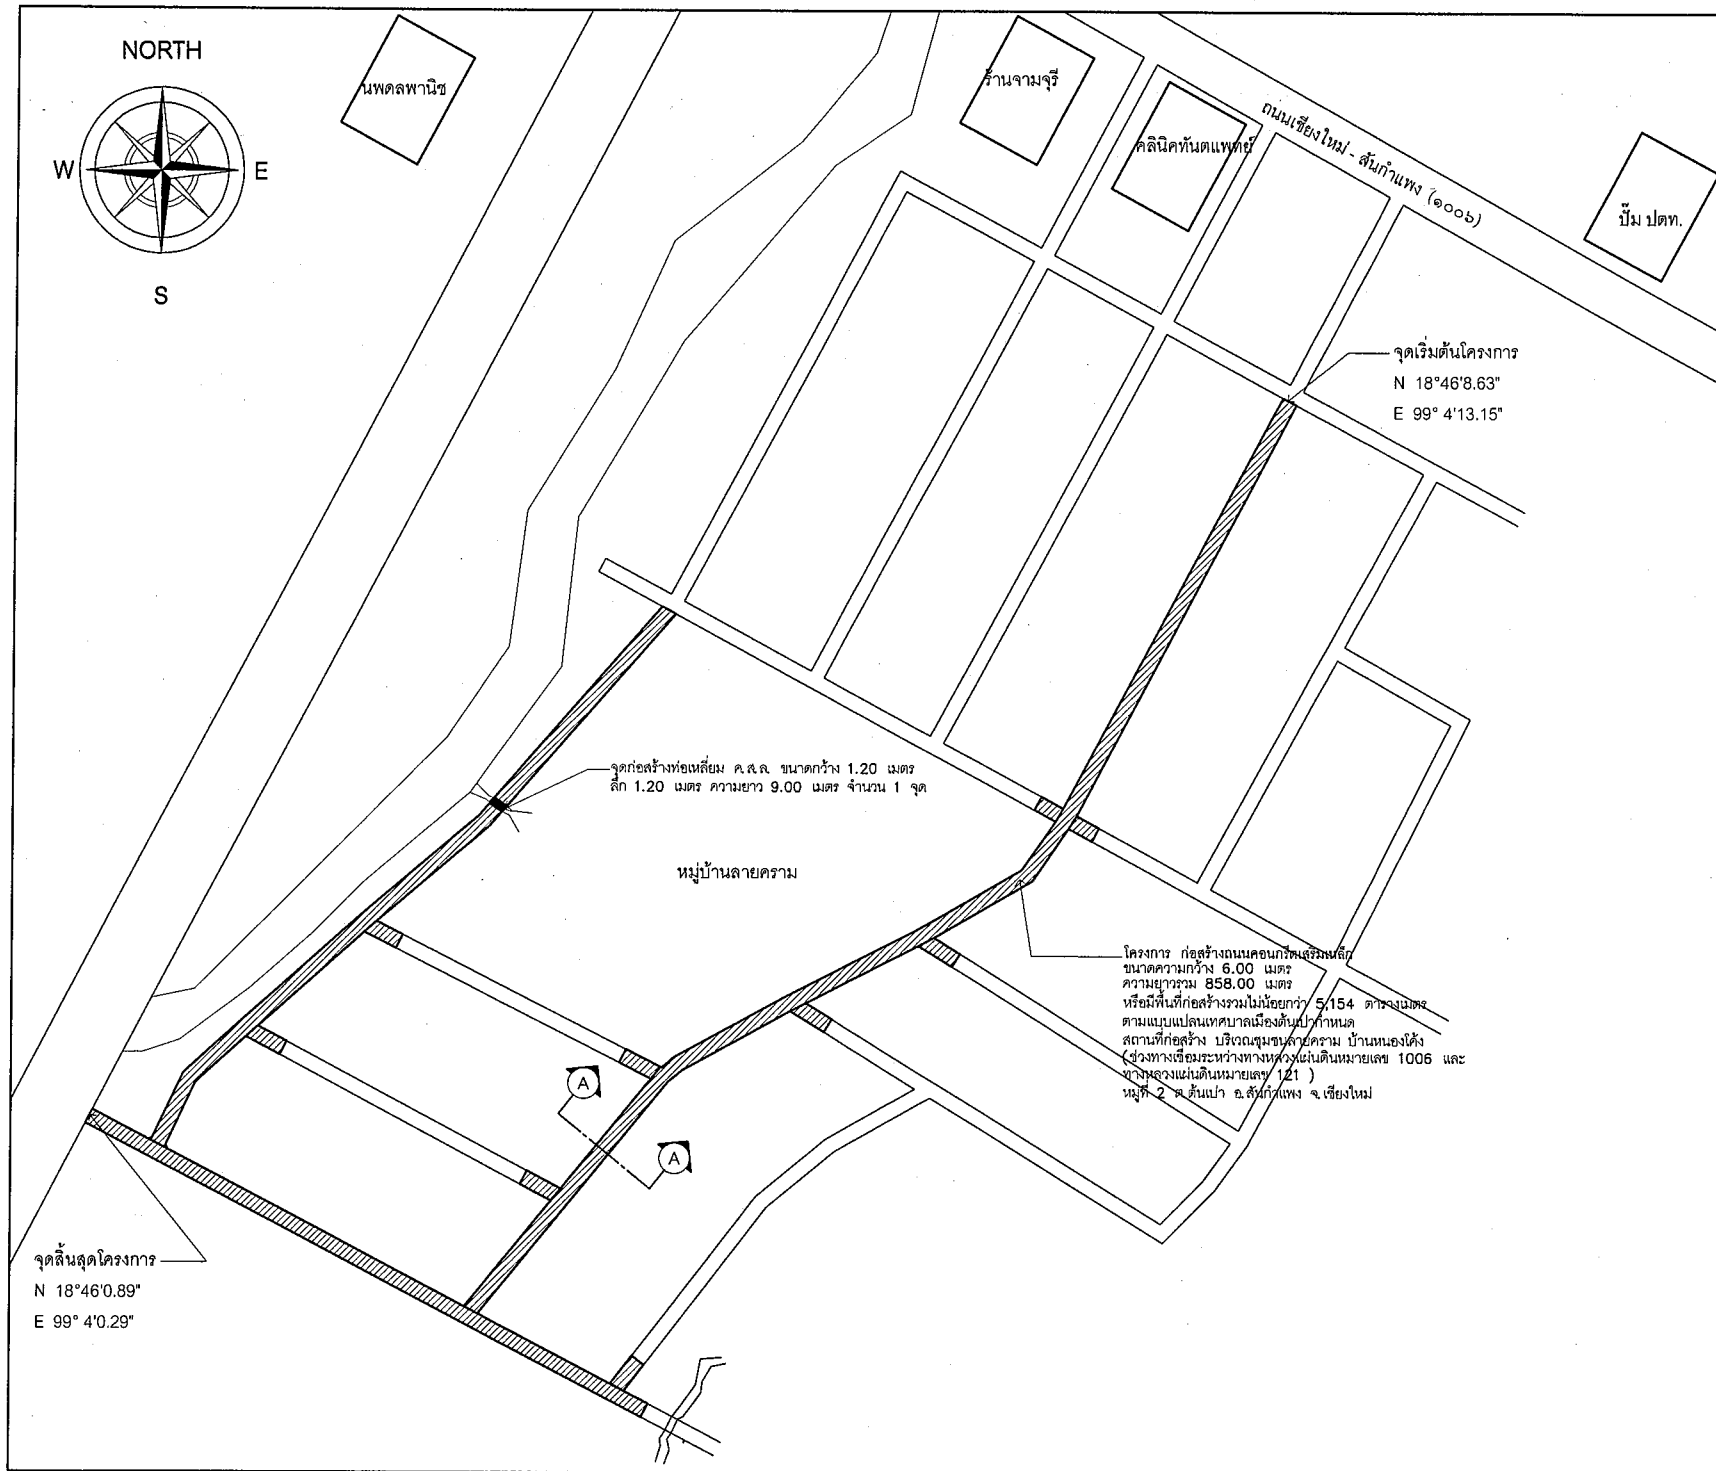 NORTH
W
E
S
นพดลพานิช
ร้านจามจุรี
คลินิคทันตแพทย์
ถนนเชียงใหม่ - สันกำแพง (๑๐๐๖)
ปั๊ม ปตท.
จุดเริ่มต้นโครงการ
N 18°46'8.63"
E 99° 4'13.15"
จุดก่อสร้างท่อเหลี่ยม ค.ส.ล. ขนาดกว้าง 1.20 เมตร
ลึก 1.20 เมตร ความยาว 9.00 เมตร จำนวน 1 จุด
หมู่บ้านลายคราม
โครงการ ก่อสร้างถนนคอนกรีตเสริมเหล็ก
ขนาดความกว้าง 6.00 เมตร
ความยาวรวม 858.00 เมตร
หรือมีพื้นที่ก่อสร้างรวมไม่น้อยกว่า 5,154 ตารางเมตร
ตามแบบแปลนเทศบาลเมืองต้นเปากำหนด
สถานที่ก่อสร้าง บริเวณชุมชนลายคราม บ้านหนองโค้ง
(ช่วงทางเชื่อมระหว่างทางหลวงแผ่นดินหมายเลข 1006 และ
ทางหลวงแผ่นดินหมายเลข 121 )
หมู่ที่ 2 ต.ต้นเปา อ.สันกำแพง จ.เชียงใหม่
A
A
จุดสิ้นสุดโครงการ
N 18°46'0.89"
E 99° 4'0.29"